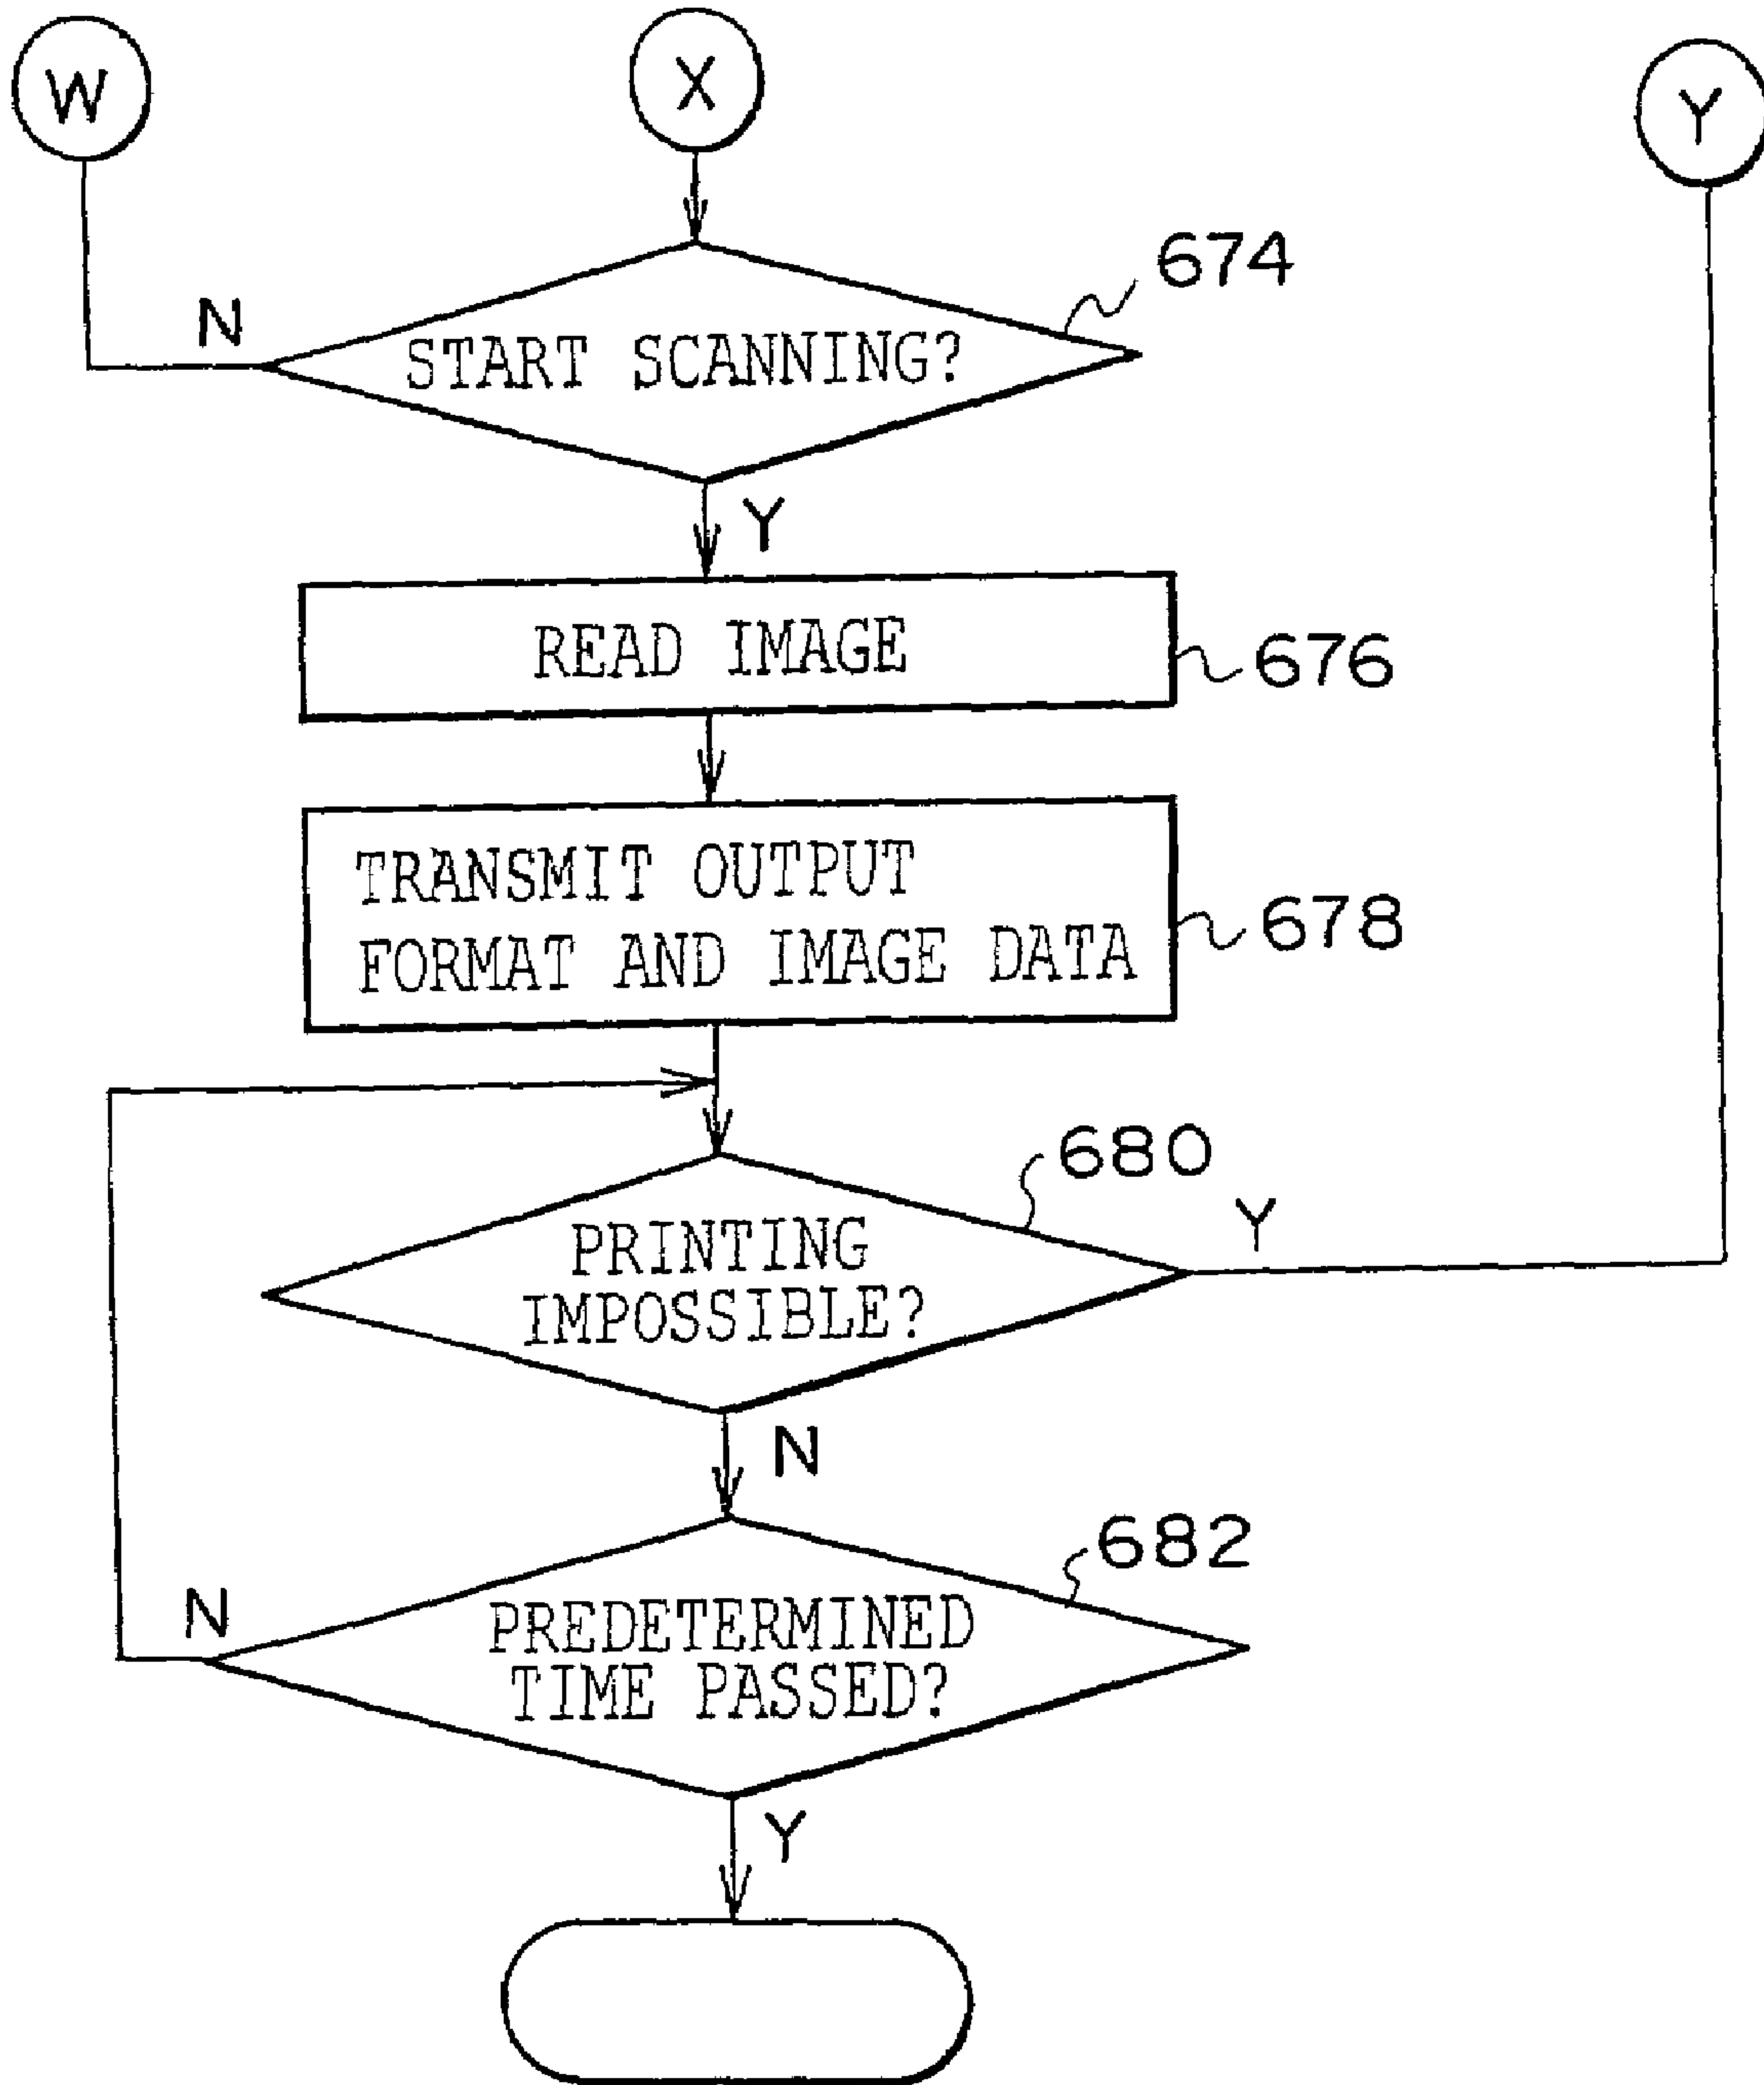 W
X
Y
674
N
START SCANNING?
Y
READ IMAGE
676
TRANSMIT OUTPUT
FORMAT AND IMAGE DATA
678
680
Y
PRINTING
IMPOSSIBLE?
N
682
N
PREDETERMINED
TIME PASSED?
Y